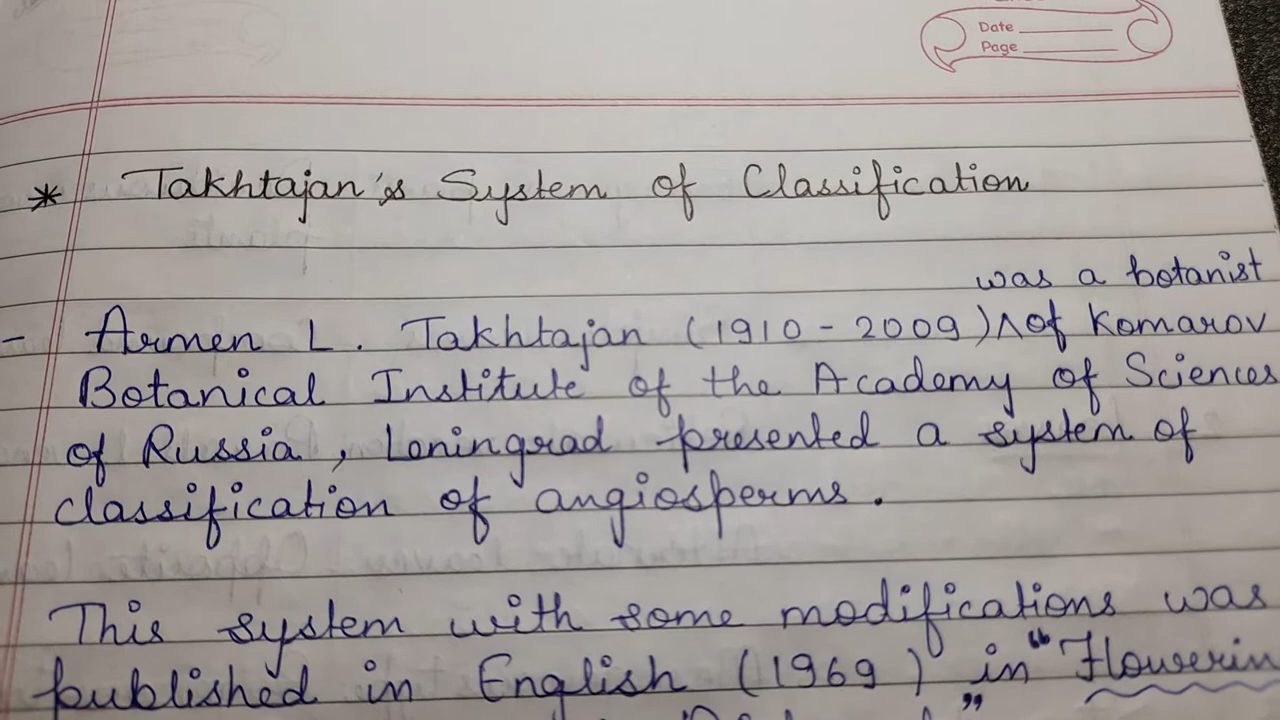 Date
Page
* Takhtajan's System of Classification
was a botanist
- Armen L. Takhtajan (1910 - 2009) ∧ of Komarov
Botanical Institute of the Academy of Sciences
of Russia, Leningrad presented a system of
classification of angiosperms.
This system with some modifications was
published in English (1969) in "Flowerin
"